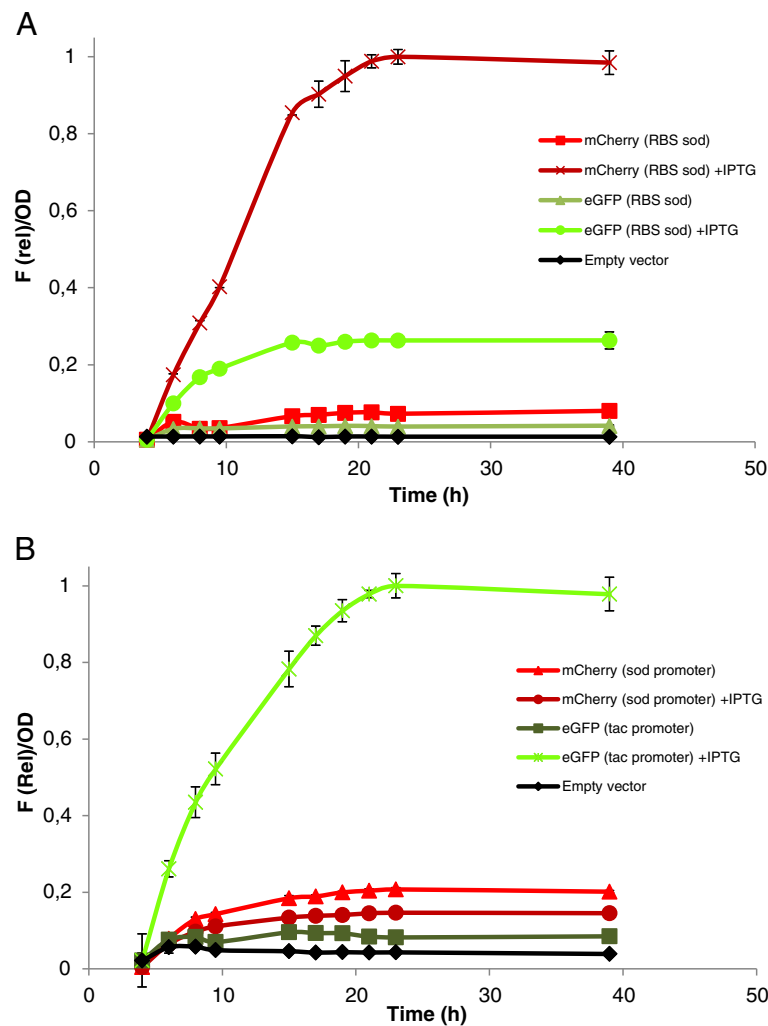 A
1
0,8
0,6
0,4
0,2
0
F (rel)/OD
0 10 20 30 40 50
Time (h)
mCherry (RBS sod)
mCherry (RBS sod) +IPTG
eGFP (RBS sod)
eGFP (RBS sod) +IPTG
Empty vector
B
1
0,8
0,6
0,4
0,2
0
F (Rel)/OD
0 10 20 30 40 50
Time (h)
mCherry (sod promoter)
mCherry (sod promoter) +IPTG
eGFP (tac promoter)
eGFP (tac promoter) +IPTG
Empty vector